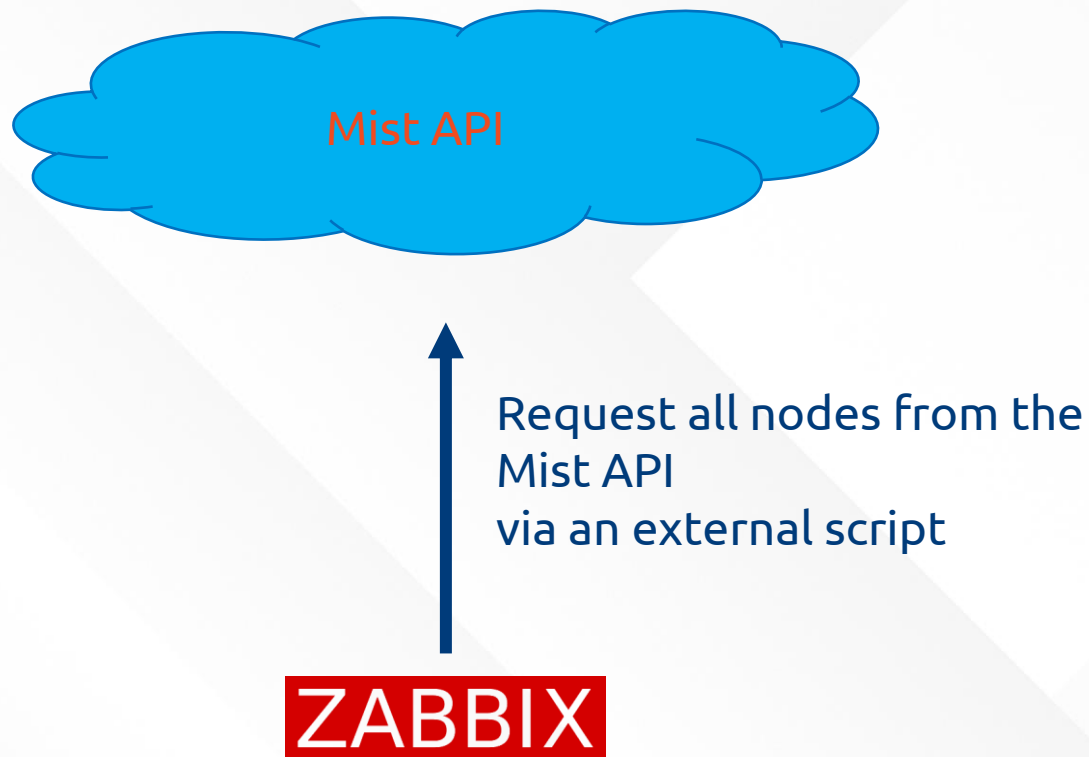 Mist API
Request all nodes from the
Mist API
via an external script
ZABBIX